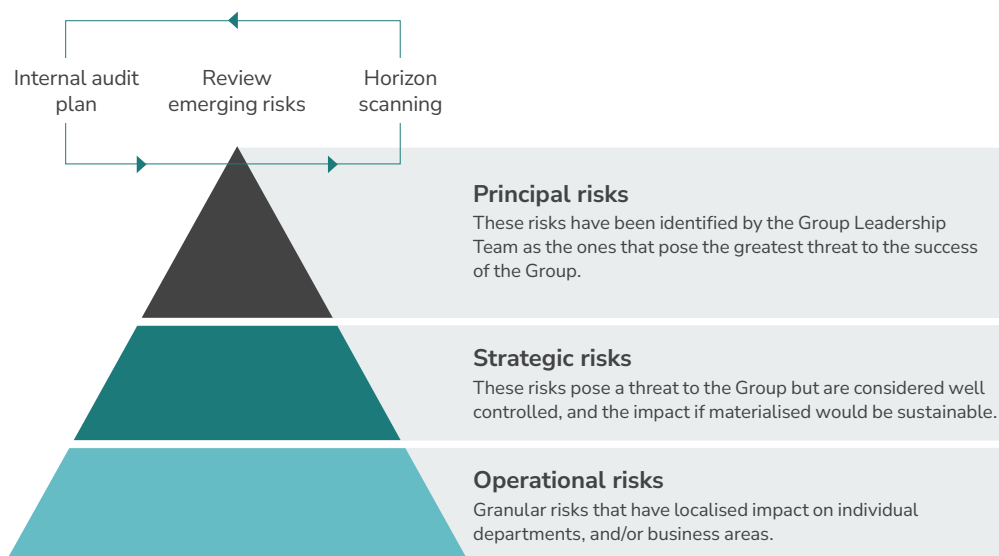 Internal audit
plan
Review
emerging risks
Horizon
scanning
Principal risks
These risks have been identified by the Group Leadership
Team as the ones that pose the greatest threat to the success
of the Group.
Strategic risks
These risks pose a threat to the Group but are considered well
controlled, and the impact if materialised would be sustainable.
Operational risks
Granular risks that have localised impact on individual
departments, and/or business areas.